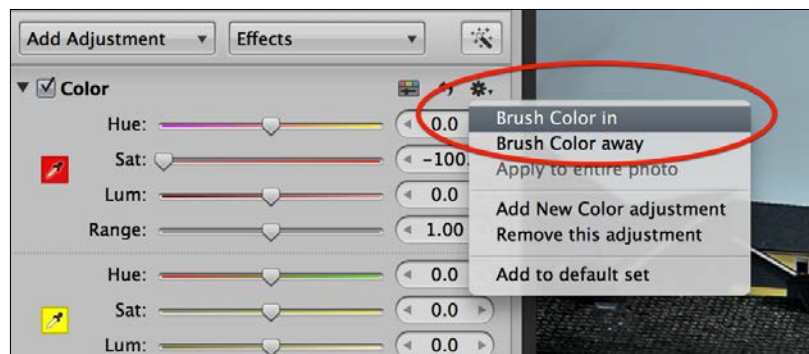 Add Adjustment Effects
Color
Hue: 0.0
Sat: -100.
Lum: 0.0
Range: 1.00
Hue: 0.0
Sat: 0.0
Lum: 0.0
Brush Color in
Brush Color away
Apply to entire photo
Add New Color adjustment
Remove this adjustment
Add to default set